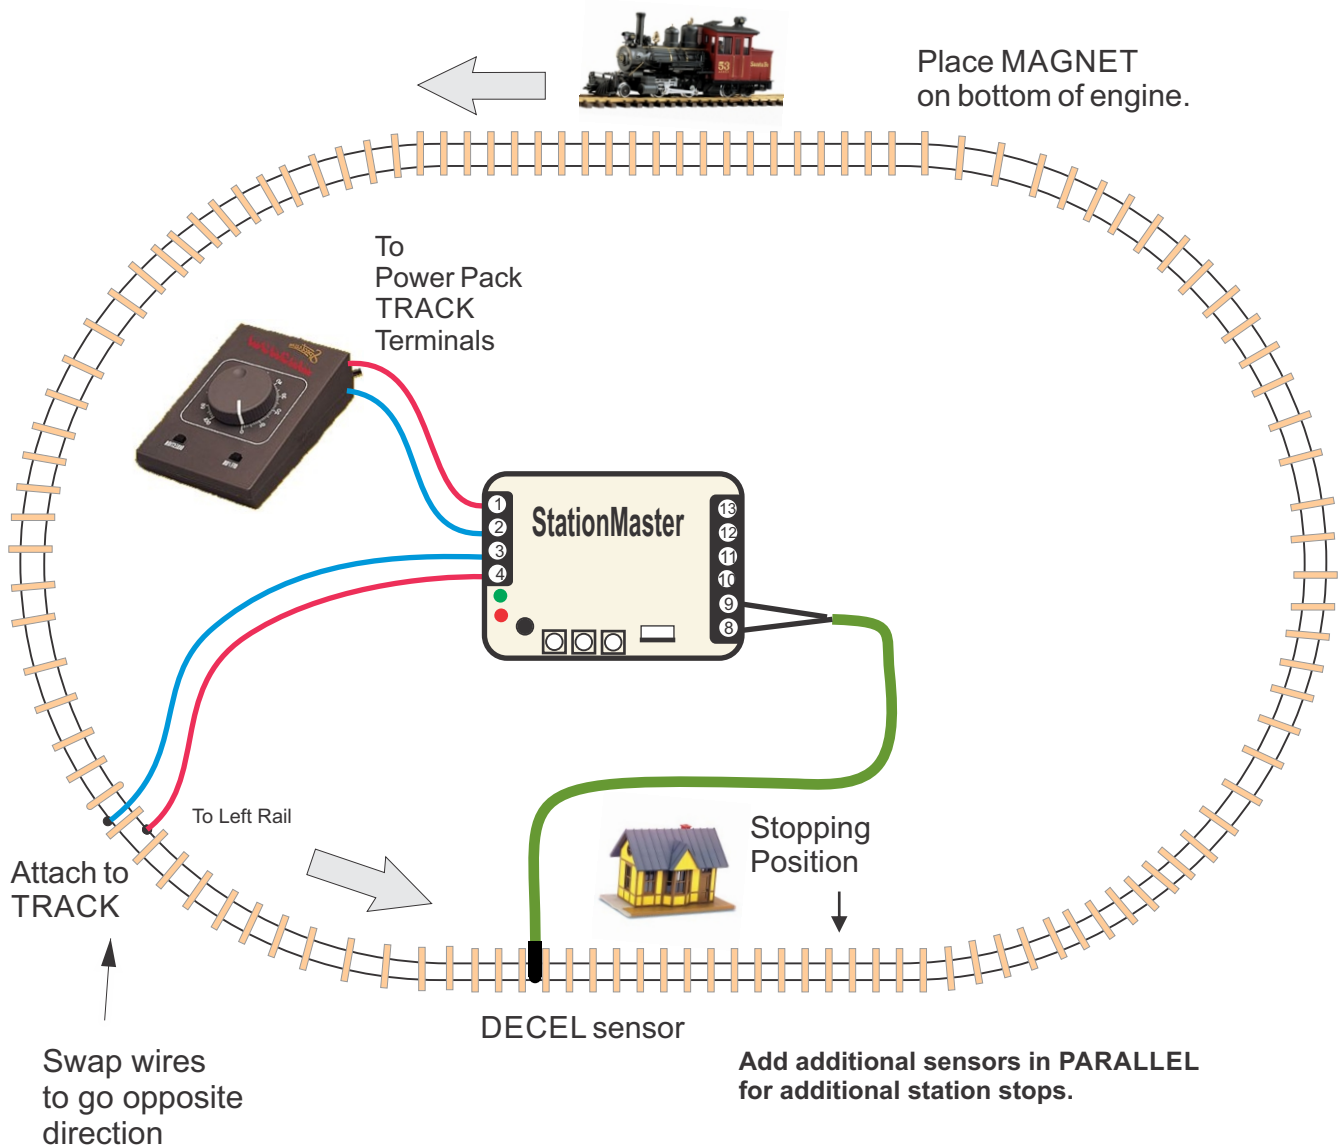 Place MAGNET
on bottom of engine.
53
To
Power Pack
TRACK
Terminals
StationMaster
1
2
3
4
13
12
11
10
9
8
To Left Rail
Attach to
TRACK
Stopping
Position
DECEL sensor
Swap wires
to go opposite
direction
Add additional sensors in PARALLEL
for additional station stops.